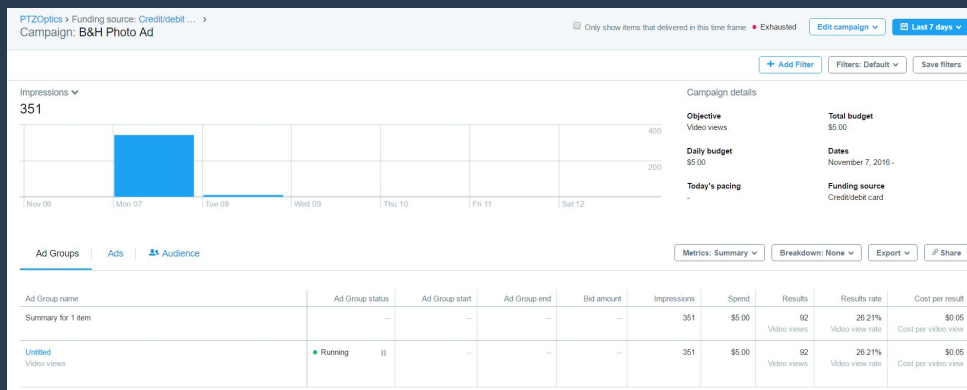 PTZOptics › Funding source: Credit/debit ... ›
Campaign: B&H Photo Ad
Only show items that delivered in this time frame
Exhausted
Edit campaign
Last 7 days
+ Add Filter
Filters: Default
Save filters
Impressions
351
400
200
Nov 06
Mon 07
Tue 08
Wed 09
Thu 10
Fri 11
Sat 12
Campaign details
Objective
Video views
Total budget
$5.00
Daily budget
$5.00
Dates
November 7, 2016 -
Today's pacing
-
Funding source
Credit/debit card
Ad Groups
Ads
Audience
Metrics: Summary
Breakdown: None
Export
Share
Ad Group name Ad Group status Ad Group start Ad Group end Bid amount Impressions Spend Results Results rate Cost per result
Summary for 1 item – – – – 351 $5.00 92 26.21% $0.05
Video views Video view rate Cost per video view
Untitled Running – – – 351 $5.00 92 26.21% $0.05
Video views Video views Video view rate Cost per video view